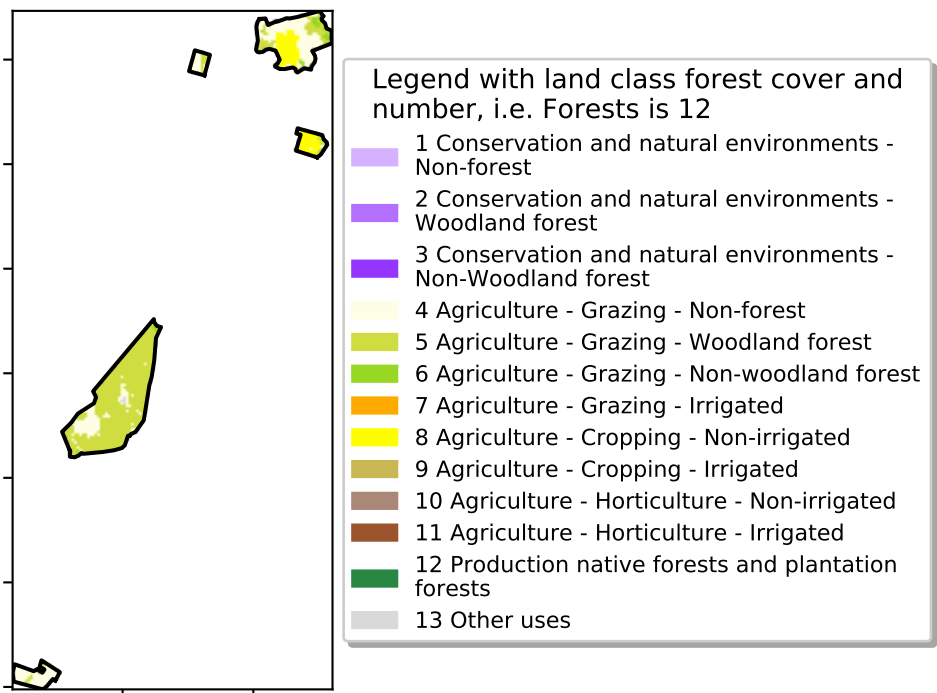 Legend with land class forest cover and
number, i.e. Forests is 12
1 Conservation and natural environments -
Non-forest
2 Conservation and natural environments -
Woodland forest
3 Conservation and natural environments -
Non-Woodland forest
4 Agriculture - Grazing - Non-forest
5 Agriculture - Grazing - Woodland forest
6 Agriculture - Grazing - Non-woodland forest
7 Agriculture - Grazing - Irrigated
8 Agriculture - Cropping - Non-irrigated
9 Agriculture - Cropping - Irrigated
10 Agriculture - Horticulture - Non-irrigated
11 Agriculture - Horticulture - Irrigated
12 Production native forests and plantation
forests
13 Other uses